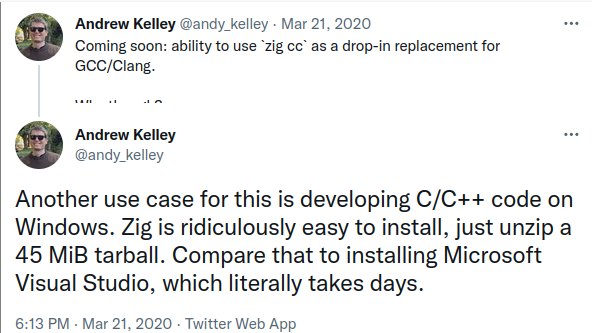 Andrew Kelley @andy_kelley · Mar 21, 2020
Coming soon: ability to use `zig cc` as a drop-in replacement for
GCC/Clang.
Andrew Kelley
@andy_kelley
Another use case for this is developing C/C++ code on
Windows. Zig is ridiculously easy to install, just unzip a
45 MiB tarball. Compare that to installing Microsoft
Visual Studio, which literally takes days.
6:13 PM · Mar 21, 2020 · Twitter Web App